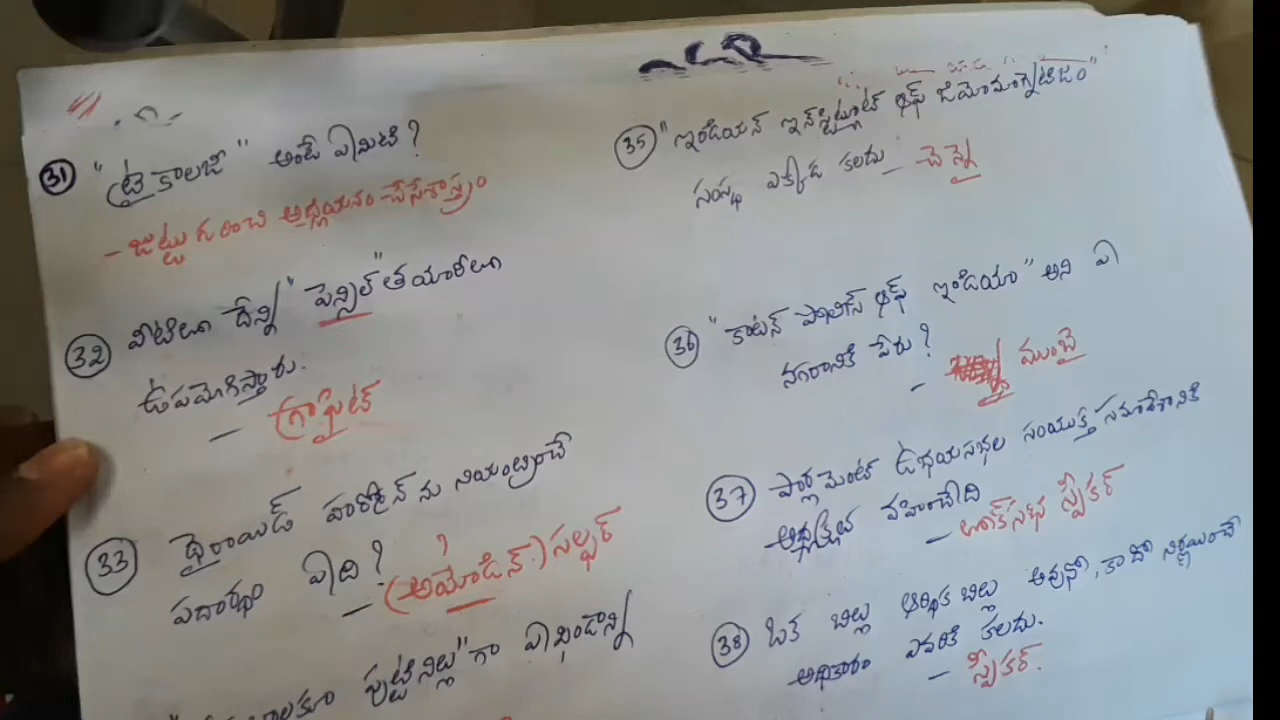 31 "ట్రైకాలజీ" అంటే ఏమిటి?
- జుట్టు గురించి అధ్యయనం చేసేశాస్త్రం
32 వీటిలో దేన్ని "పెన్సిల్" తయారీలో
ఉపయోగిస్తారు.
- గ్రాఫైట్
33 థైరాయిడ్ హార్మోన్ ను నియంత్రించే
పదార్థం ఏది?
- (అయోడిన్) సల్ఫర్
పుట్టినిల్లు"గా ఏ ఖండాన్ని
35 "ఇండియన్ ఇన్‌స్టిట్యూట్ ఆఫ్ జియోమాగ్నటిజం"
సంస్థ ఎక్కడ కలదు - చెన్నై
36 "కాటన్ పోలిస్ ఆఫ్ ఇండియా" అని ఏ
నగరానికి పేరు?
- ముంబై
37 పార్లమెంట్ ఉభయసభల సంయుక్త సమావేశానికి
అధ్యక్షత వహించేది
- లోక్‌సభ స్పీకర్
38 ఒక బిల్లు ఆర్థిక బిల్లు అవునో, కాదో నిర్ణయించే
అధికారం ఎవరికి కలదు.
- స్పీకర్.